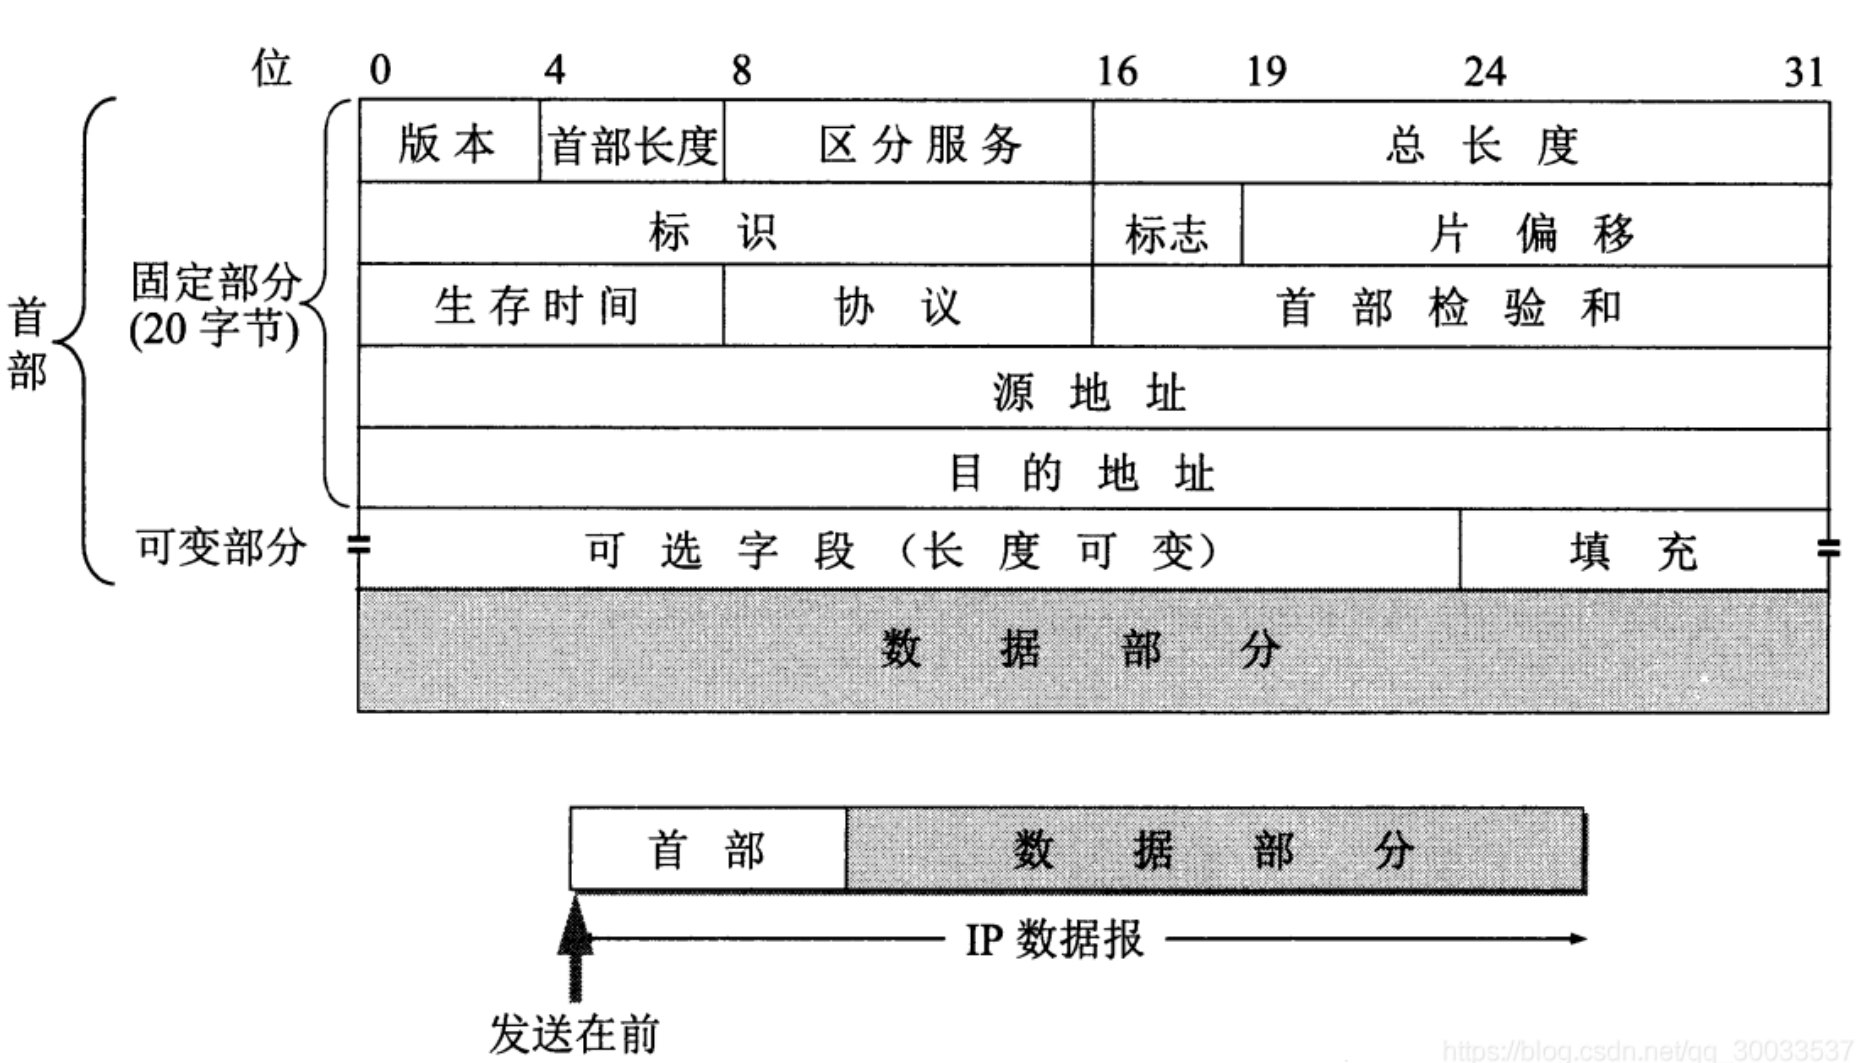 位 0 4 8 16 19 24 31
版本 首部长度 区分服务 总长度
标识 标志 片偏移
固定部分
(20 字节)
首部
生存时间 协议 首部检验和
源地址
目的地址
可变部分 可选字段（长度可变） 填充
数据部分
首部 数据部分
IP 数据报
发送在前
https://blog.csdn.net/qq_30033537